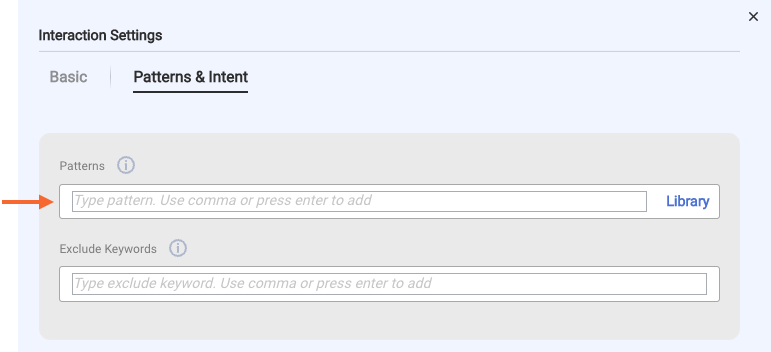 Interaction Settings
Basic
Patterns & Intent
Patterns
Type pattern. Use comma or press enter to add
Library
Exclude Keywords
Type exclude keyword. Use comma or press enter to add